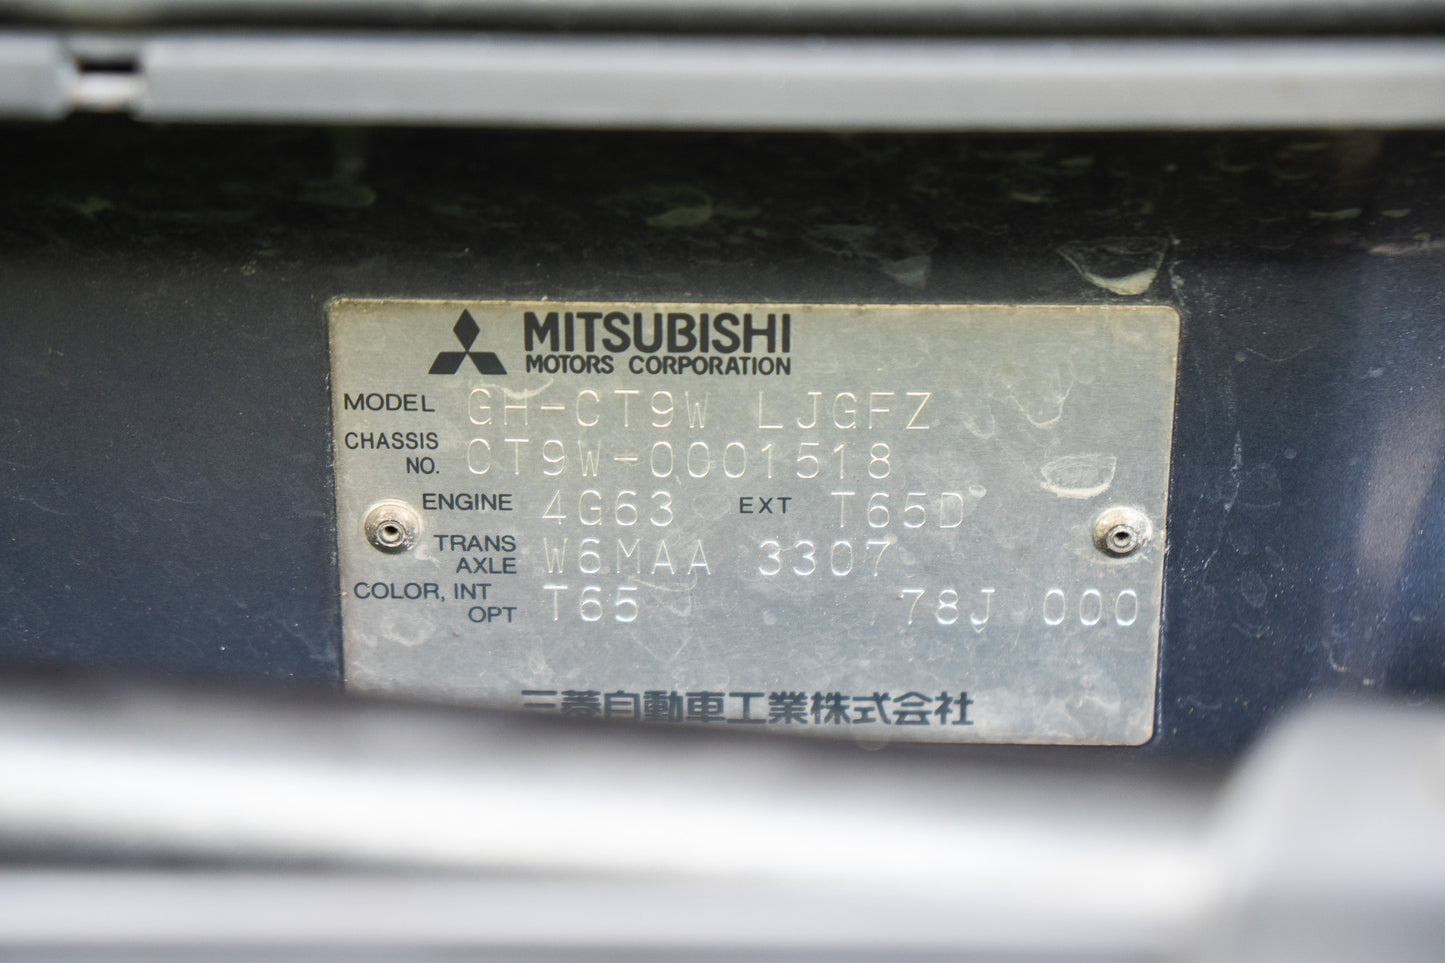 MITSUBISHI
MOTORS CORPORATION
MODEL GH-CT9W LJGFZ
CHASSIS NO. CT9W-0001518
ENGINE 4G63 EXT T65D
TRANS AXLE W6MAA 3307
COLOR, INT OPT T65 78J 000
三菱自動車工業株式会社